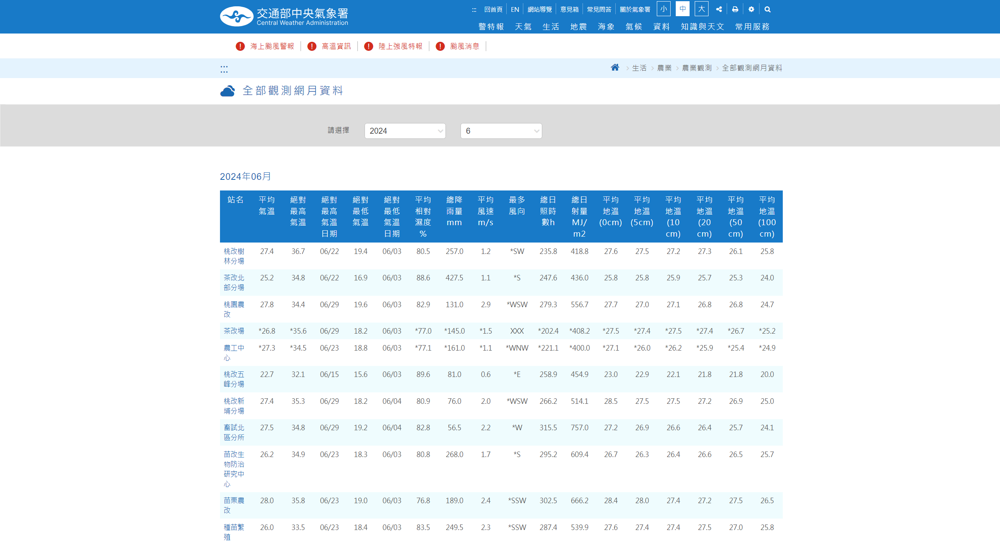 交通部中央氣象署
Central Weather Administration
::: 回首頁 EN 網站導覽 意見箱 常見問答 關於氣象署 小 中 大
警特報 天氣 生活 地震 海象 氣候 資料 知識與天文 常用服務
海上颱風警報 高溫資訊 陸上強風特報 颱風消息
::: 生活 農業 農業觀測 全部觀測網月資料
全部觀測網月資料
請選擇 2024 6
2024年06月
站名 平均氣溫 絕對最高氣溫 絕對最高氣溫日期 絕對最低氣溫 絕對最低氣溫日期 平均相對濕度% 總降雨量mm 平均風速m/s 最多風向 總日照時數h 總日射量MJ/m2 平均地溫(0cm) 平均地溫(5cm) 平均地溫(10cm) 平均地溫(20cm) 平均地溫(50cm) 平均地溫(100cm)
桃改樹林分場 27.4 36.7 06/22 19.4 06/03 80.5 257.0 1.2 *SW 235.8 418.8 27.6 27.5 27.2 27.3 26.1 25.8
茶改北部分場 25.2 34.8 06/22 16.9 06/03 88.6 427.5 1.1 *S 247.6 436.0 25.8 25.8 25.9 25.7 25.3 24.0
桃園農改 27.8 34.4 06/29 19.6 06/03 82.9 131.0 2.9 *WSW 279.3 556.7 27.7 27.0 27.1 26.8 26.8 24.7
茶改場 *26.8 *35.6 06/29 18.2 06/03 *77.0 *145.0 *1.5 XXX *202.4 *408.2 *27.5 *27.4 *27.5 *27.4 *26.7 *25.2
農工中心 *27.3 *34.5 06/23 18.8 06/03 *77.1 *161.0 *1.1 *WNW *221.1 *400.0 *27.1 *26.0 *26.2 *25.9 *25.4 *24.9
桃改五峰分場 22.7 32.1 06/15 15.6 06/03 89.6 81.0 0.6 *E 258.9 454.9 23.0 22.9 22.1 21.8 21.8 20.0
桃改新埔分場 27.4 35.3 06/29 18.2 06/04 80.9 76.0 2.0 *WSW 266.2 514.1 28.5 27.5 27.5 27.2 26.9 25.0
畜試北區分所 27.5 34.8 06/29 19.2 06/04 82.8 56.5 2.2 *W 315.5 757.0 27.2 26.9 26.6 26.4 25.7 24.1
苗改生物防治研究中心 26.2 34.9 06/23 18.3 06/03 80.8 268.0 1.7 *S 295.2 609.4 26.7 26.3 26.4 26.6 26.5 25.7
苗栗農改 28.0 35.8 06/23 19.0 06/03 76.8 189.0 2.4 *SSW 302.5 666.2 28.4 28.0 27.4 27.2 27.5 26.5
種苗繁殖 26.0 33.5 06/23 18.4 06/03 83.5 249.5 2.3 *SSW 287.4 539.9 27.6 27.4 27.4 27.5 27.0 25.8